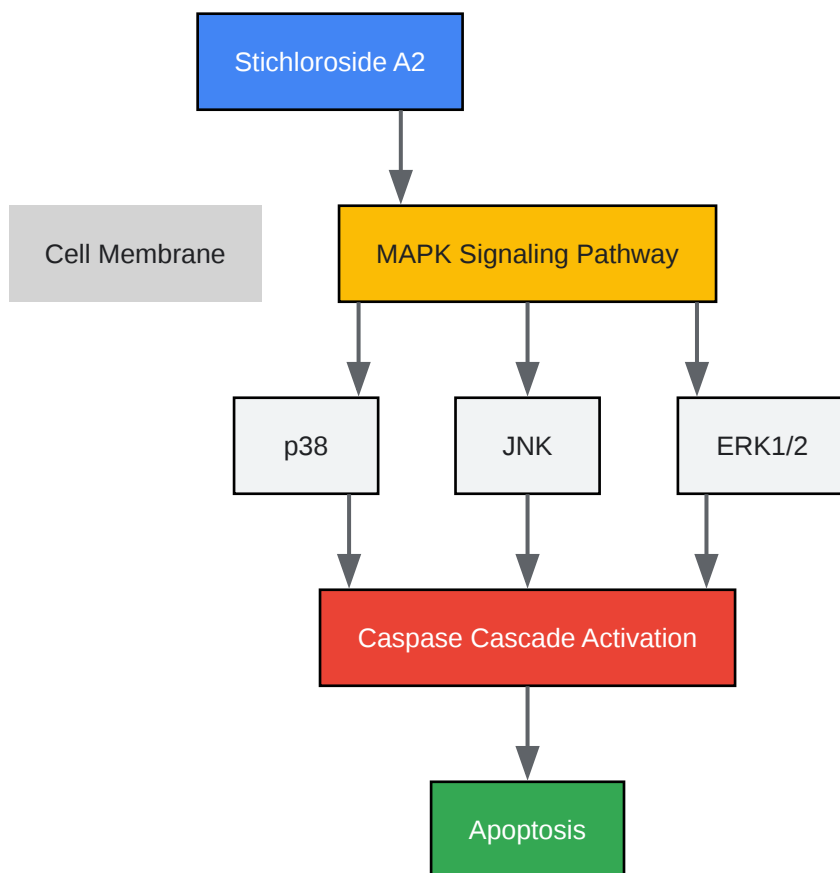 Stichloroside A2
Cell Membrane
MAPK Signaling Pathway
p38
JNK
ERK1/2
Caspase Cascade Activation
Apoptosis